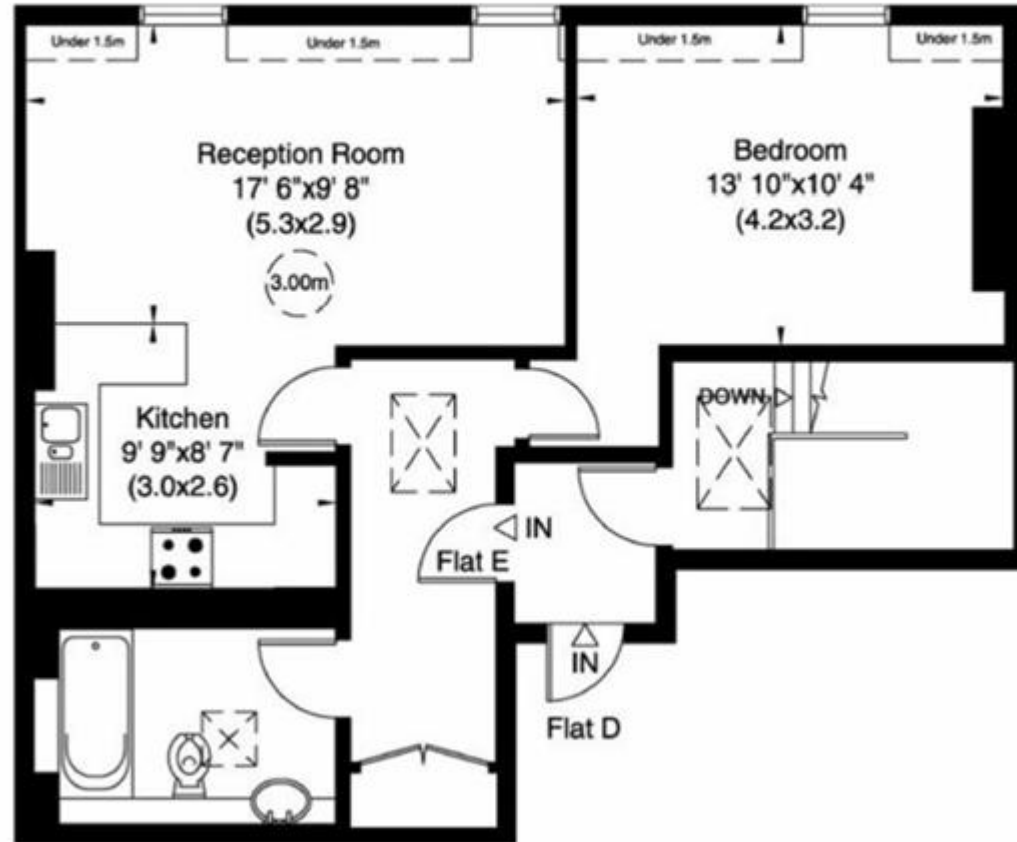 Under 1.5m
Under 1.5m
Under 1.5m
Under 1.5m
Reception Room
17' 6"x9' 8"
(5.3x2.9)
3.00m
Bedroom
13' 10"x10' 4"
(4.2x3.2)
Kitchen
9' 9"x8' 7"
(3.0x2.6)
DOWN
IN
Flat E
IN
Flat D